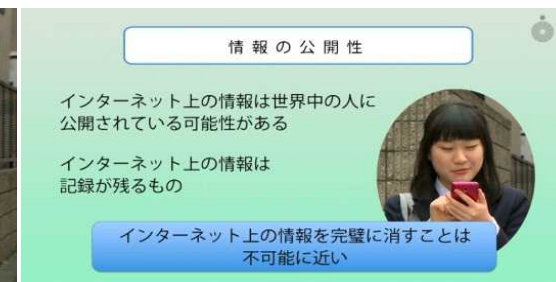 情報の公開性
インターネット上の情報は世界中の人に
公開されている可能性がある
インターネット上の情報は
記録が残るもの
インターネット上の情報を完璧に消すことは
不可能に近い